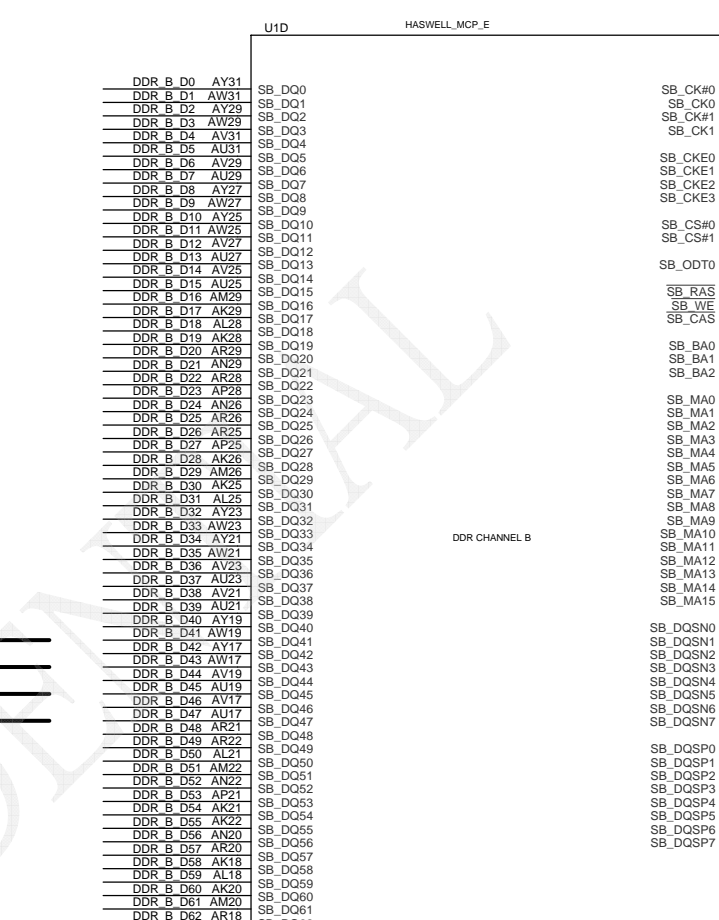 U1D HASWELL_MCP_E
DDR_B_D0 AY31 SB_DQ0 SB_CK#0
DDR_B_D1 AW31 SB_DQ1 SB_CK0
DDR_B_D2 AY29 SB_DQ2 SB_CK#1
DDR_B_D3 AW29 SB_DQ3 SB_CK1
DDR_B_D4 AV31 SB_DQ4
DDR_B_D5 AU31 SB_DQ5 SB_CKE0
DDR_B_D6 AV29 SB_DQ6 SB_CKE1
DDR_B_D7 AU29 SB_DQ7 SB_CKE2
DDR_B_D8 AY27 SB_DQ8 SB_CKE3
DDR_B_D9 AW27 SB_DQ9
DDR_B_D10 AY25 SB_DQ10 SB_CS#0
DDR_B_D11 AW25 SB_DQ11 SB_CS#1
DDR_B_D12 AV27 SB_DQ12
DDR_B_D13 AU27 SB_DQ13 SB_ODT0
DDR_B_D14 AV25 SB_DQ14
DDR_B_D15 AU25 SB_DQ15 SB_RAS
DDR_B_D16 AM29 SB_DQ16 SB_WE
DDR_B_D17 AK29 SB_DQ17 SB_CAS
DDR_B_D18 AL28 SB_DQ18
DDR_B_D19 AK28 SB_DQ19 SB_BA0
DDR_B_D20 AR29 SB_DQ20 SB_BA1
DDR_B_D21 AN29 SB_DQ21 SB_BA2
DDR_B_D22 AR28 SB_DQ22
DDR_B_D23 AP28 SB_DQ23 SB_MA0
DDR_B_D24 AN26 SB_DQ24 SB_MA1
DDR_B_D25 AR26 SB_DQ25 SB_MA2
DDR_B_D26 AR25 SB_DQ26 SB_MA3
DDR_B_D27 AP25 SB_DQ27 SB_MA4
DDR_B_D28 AK26 SB_DQ28 SB_MA5
DDR_B_D29 AM26 SB_DQ29 SB_MA6
DDR_B_D30 AK25 SB_DQ30 SB_MA7
DDR_B_D31 AL25 SB_DQ31 SB_MA8
DDR_B_D32 AY23 SB_DQ32 SB_MA9
DDR_B_D33 AW23 SB_DQ33 DDR CHANNEL B SB_MA10
DDR_B_D34 AY21 SB_DQ34 SB_MA11
DDR_B_D35 AW21 SB_DQ35 SB_MA12
DDR_B_D36 AV23 SB_DQ36 SB_MA13
DDR_B_D37 AU23 SB_DQ37 SB_MA14
DDR_B_D38 AV21 SB_DQ38 SB_MA15
DDR_B_D39 AU21 SB_DQ39
DDR_B_D40 AY19 SB_DQ40 SB_DQSN0
DDR_B_D41 AW19 SB_DQ41 SB_DQSN1
DDR_B_D42 AY17 SB_DQ42 SB_DQSN2
DDR_B_D43 AW17 SB_DQ43 SB_DQSN3
DDR_B_D44 AV19 SB_DQ44 SB_DQSN4
DDR_B_D45 AU19 SB_DQ45 SB_DQSN5
DDR_B_D46 AV17 SB_DQ46 SB_DQSN6
DDR_B_D47 AU17 SB_DQ47 SB_DQSN7
DDR_B_D48 AR21 SB_DQ48
DDR_B_D49 AR22 SB_DQ49 SB_DQSP0
DDR_B_D50 AL21 SB_DQ50 SB_DQSP1
DDR_B_D51 AM22 SB_DQ51 SB_DQSP2
DDR_B_D52 AN22 SB_DQ52 SB_DQSP3
DDR_B_D53 AP21 SB_DQ53 SB_DQSP4
DDR_B_D54 AK21 SB_DQ54 SB_DQSP5
DDR_B_D55 AK22 SB_DQ55 SB_DQSP6
DDR_B_D56 AN20 SB_DQ56 SB_DQSP7
DDR_B_D57 AR20 SB_DQ57
DDR_B_D58 AK18 SB_DQ58
DDR_B_D59 AL18 SB_DQ59
DDR_B_D60 AK20 SB_DQ60
DDR_B_D61 AM20 SB_DQ61
DDR_B_D62 AR18